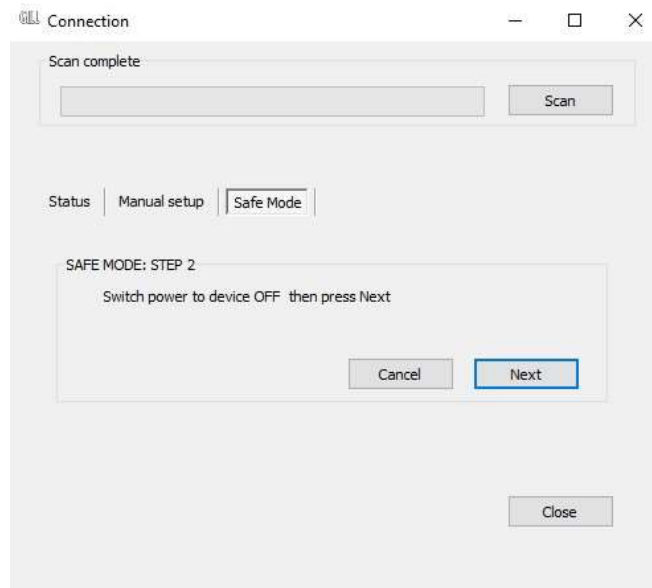 GILL Connection
Scan complete
Scan
Status Manual setup Safe Mode
SAFE MODE: STEP 2
Switch power to device OFF then press Next
Cancel Next
Close